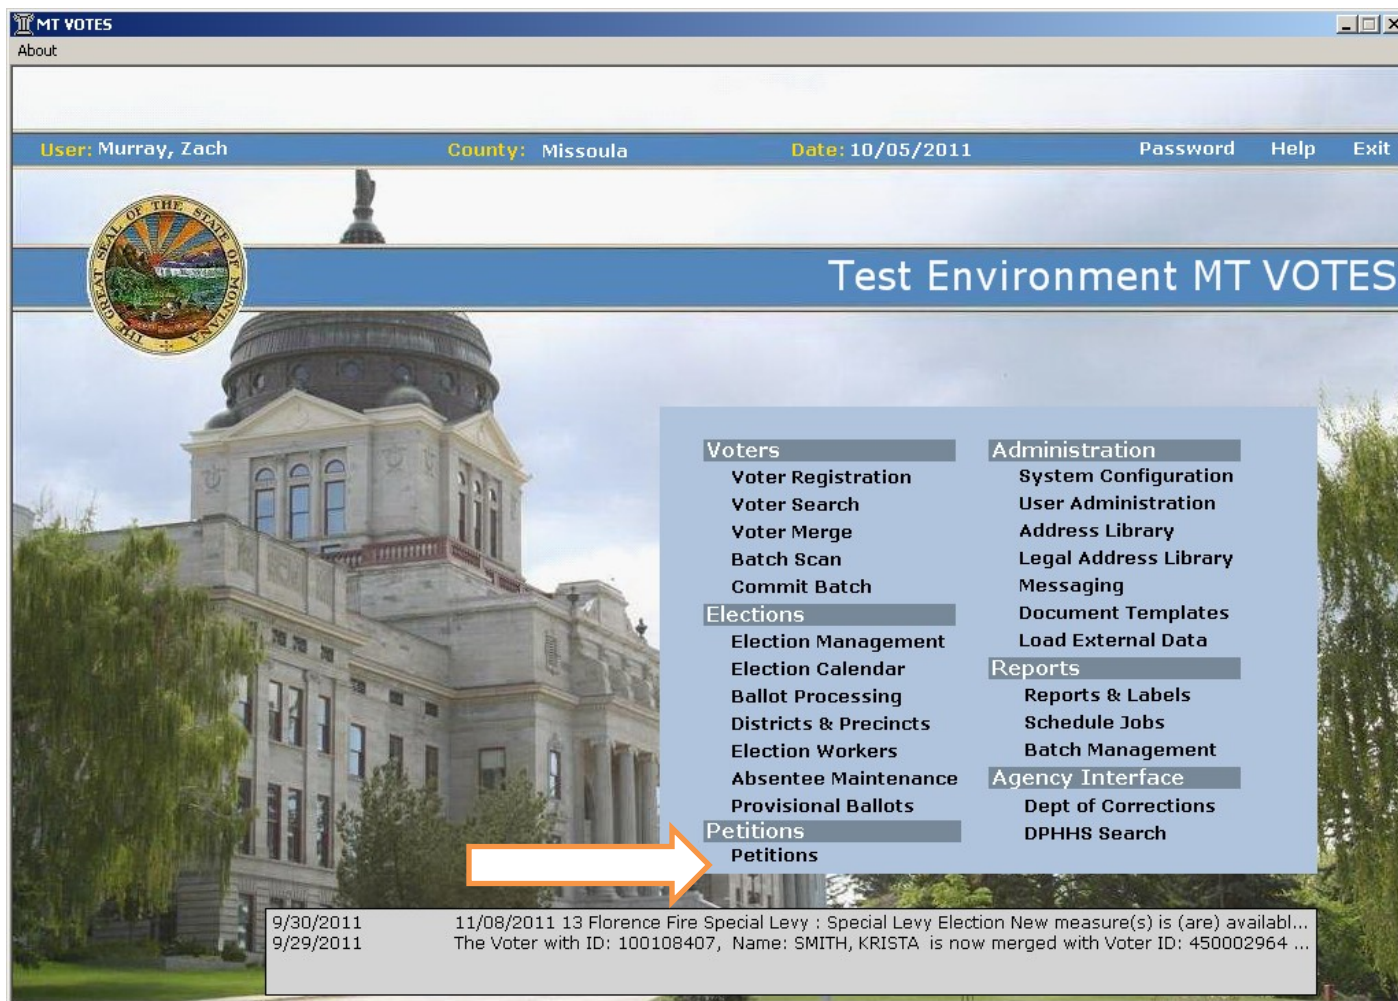 MT VOTES
About
User: Murray, Zach County: Missoula Date: 10/05/2011 Password Help Exit
THE GREAT SEAL OF THE STATE OF MONTANA
Test Environment MT VOTES
Voters
Voter Registration
Voter Search
Voter Merge
Batch Scan
Commit Batch
Elections
Election Management
Election Calendar
Ballot Processing
Districts & Precincts
Election Workers
Absentee Maintenance
Provisional Ballots
Petitions
Petitions
Administration
System Configuration
User Administration
Address Library
Legal Address Library
Messaging
Document Templates
Load External Data
Reports
Reports & Labels
Schedule Jobs
Batch Management
Agency Interface
Dept of Corrections
DPHHS Search
9/30/2011 11/08/2011 13 Florence Fire Special Levy : Special Levy Election New measure(s) is (are) availabl...
9/29/2011 The Voter with ID: 100108407, Name: SMITH, KRISTA is now merged with Voter ID: 450002964 ...